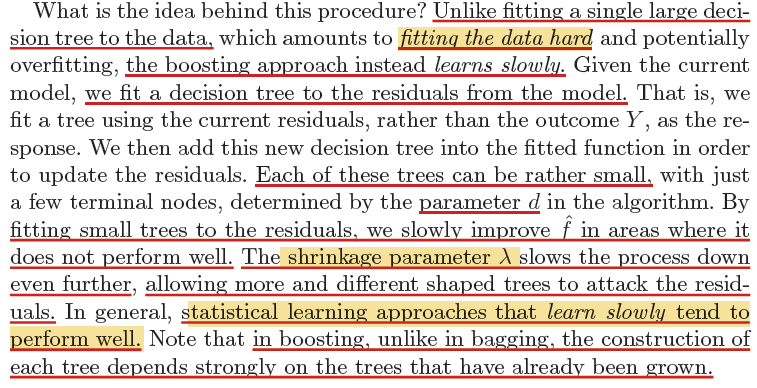 What is the idea behind this procedure? Unlike fitting a single large deci-
sion tree to the data, which amounts to fitting the data hard and potentially
overfitting, the boosting approach instead learns slowly. Given the current
model, we fit a decision tree to the residuals from the model. That is, we
fit a tree using the current residuals, rather than the outcome Y, as the re-
sponse. We then add this new decision tree into the fitted function in order
to update the residuals. Each of these trees can be rather small, with just
a few terminal nodes, determined by the parameter d in the algorithm. By
fitting small trees to the residuals, we slowly improve f̂ in areas where it
does not perform well. The shrinkage parameter λ slows the process down
even further, allowing more and different shaped trees to attack the resid-
uals. In general, statistical learning approaches that learn slowly tend to
perform well. Note that in boosting, unlike in bagging, the construction of
each tree depends strongly on the trees that have already been grown.